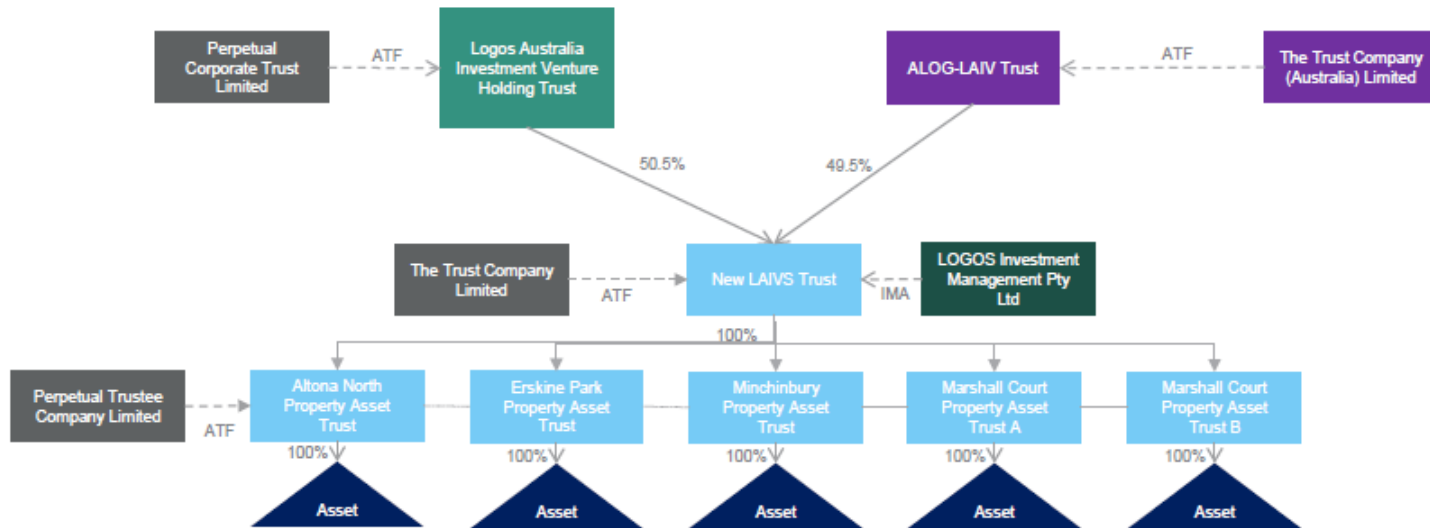 Perpetual
Corporate Trust
Limited
ATF
Logos Australia
Investment Venture
Holding Trust
ALOG-LAIV Trust
ATF
The Trust Company
(Australia) Limited
50.5%
49.5%
The Trust Company
Limited
ATF
New LAIVS Trust
IMA
LOGOS Investment
Management Pty
Ltd
100%
Perpetual Trustee
Company Limited
ATF
Altona North
Property Asset
Trust
Erskine Park
Property Asset
Trust
Minchinbury
Property Asset
Trust
Marshall Court
Property Asset
Trust A
Marshall Court
Property Asset
Trust B
100%
100%
100%
100%
100%
Asset
Asset
Asset
Asset
Asset